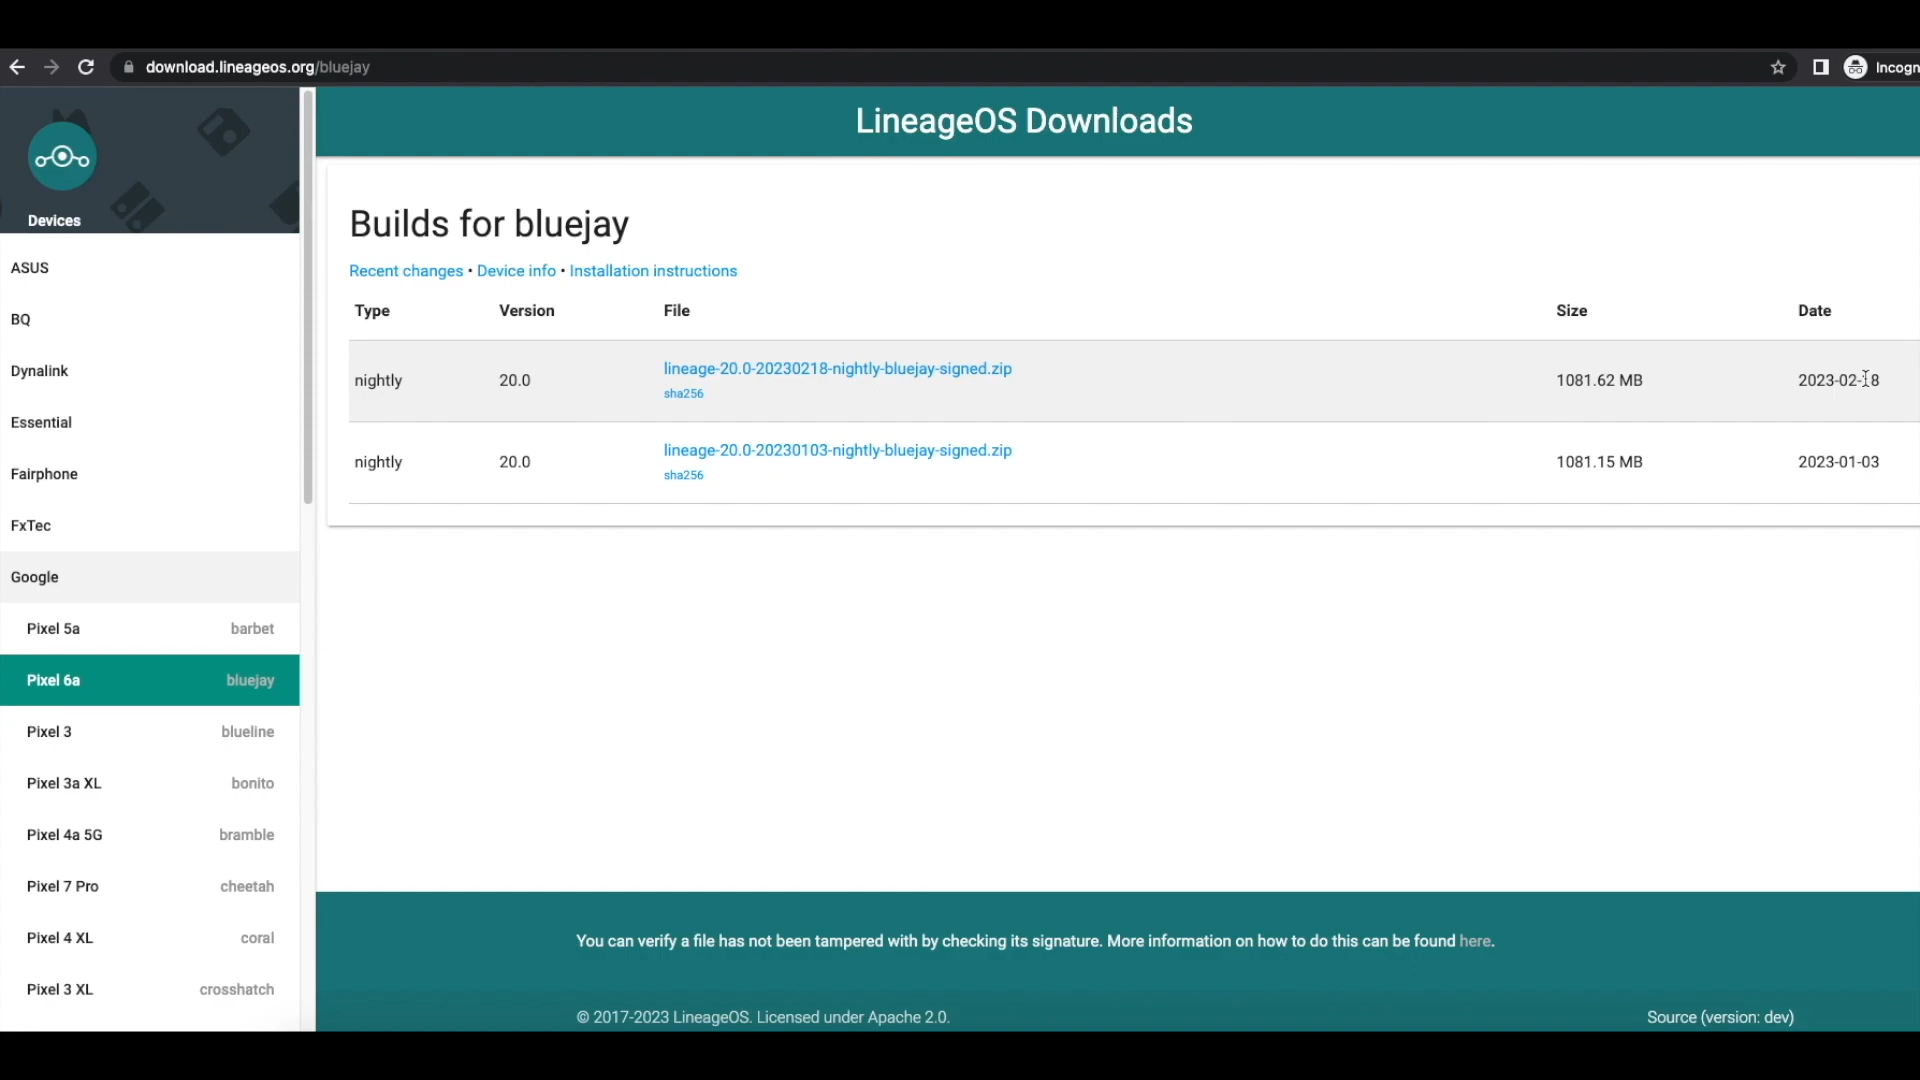 download.lineageos.org/bluejay
Incogn
Devices
ASUS
BQ
Dynalink
Essential
Fairphone
FxTec
Google
Pixel 5a barbet
Pixel 6a bluejay
Pixel 3 blueline
Pixel 3a XL bonito
Pixel 4a 5G bramble
Pixel 7 Pro cheetah
Pixel 4 XL coral
Pixel 3 XL crosshatch
LineageOS Downloads
Builds for bluejay
Recent changes • Device info • Installation instructions
Type Version File Size Date
nightly 20.0 lineage-20.0-20230218-nightly-bluejay-signed.zip 1081.62 MB 2023-02-18
sha256
nightly 20.0 lineage-20.0-20230103-nightly-bluejay-signed.zip 1081.15 MB 2023-01-03
sha256
You can verify a file has not been tampered with by checking its signature. More information on how to do this can be found here.
© 2017-2023 LineageOS. Licensed under Apache 2.0.
Source (version: dev)